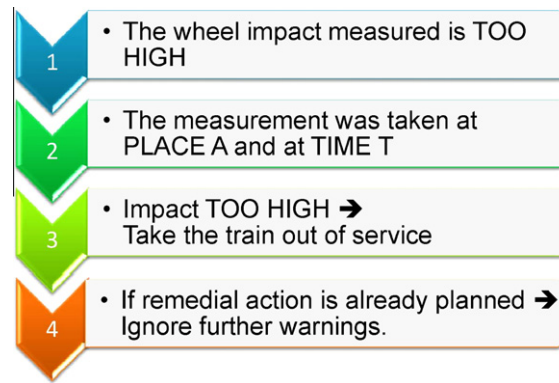 1
• The wheel impact measured is TOO
HIGH
2
• The measurement was taken at
PLACE A and at TIME T
3
• Impact TOO HIGH ➔
Take the train out of service
4
• If remedial action is already planned ➔
Ignore further warnings.